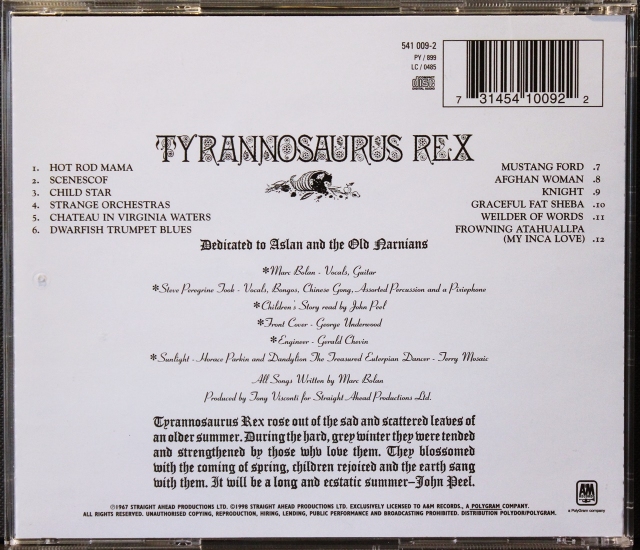 541 009-2
PY / 899
LC / 0485
7 31454 10092 2
TYRANNOSAURUS REX
1. HOT ROD MAMA
2. SCENESCOF
3. CHILD STAR
4. STRANGE ORCHESTRAS
5. CHATEAU IN VIRGINIA WATERS
6. DWARFISH TRUMPET BLUES
MUSTANG FORD .7
AFGHAN WOMAN .8
KNIGHT .9
GRACEFUL FAT SHEBA .10
WEILDER OF WORDS .11
FROWNING ATAHUALLPA
(MY INCA LOVE) .12
Dedicated to Aslan and the Old Narnians
*Marc Bolan - Vocals, Guitar
*Steve Peregrine Took - Vocals, Bongos, Chinese Gong, Assorted Percussion and a Pixiephone
*Children's Story read by John Peel
*Front Cover - George Underwood
*Engineer - Gerald Chevin
*Sunlight - Horace Parkin and Dandylion The Treasured Euterpian Dancer - Terry Mosaic
All Songs Written by Marc Bolan
Produced by Tony Visconti for Straight Ahead Productions Ltd.
Tyrannosaurus Rex rose out of the sad and scattered leaves of
an older summer. During the hard, grey winter they were tended
and strengthened by those who love them. They blossomed
with the coming of spring, children rejoiced and the earth sang
with them. It will be a long and ecstatic summer–John Peel.
A&M
RECORDS
a PolyGram company
℗1967 STRAIGHT AHEAD PRODUCTIONS LTD. ©1998 STRAIGHT AHEAD PRODUCTIONS LTD. EXCLUSIVELY LICENSED TO A&M RECORDS, A POLYGRAM COMPANY.
ALL RIGHTS RESERVED. UNAUTHORISED COPYING, REPRODUCTION, HIRING, LENDING, PUBLIC PERFORMANCE AND BROADCASTING PROHIBITED. DISTRIBUTION POLYDOR/POLYGRAM.